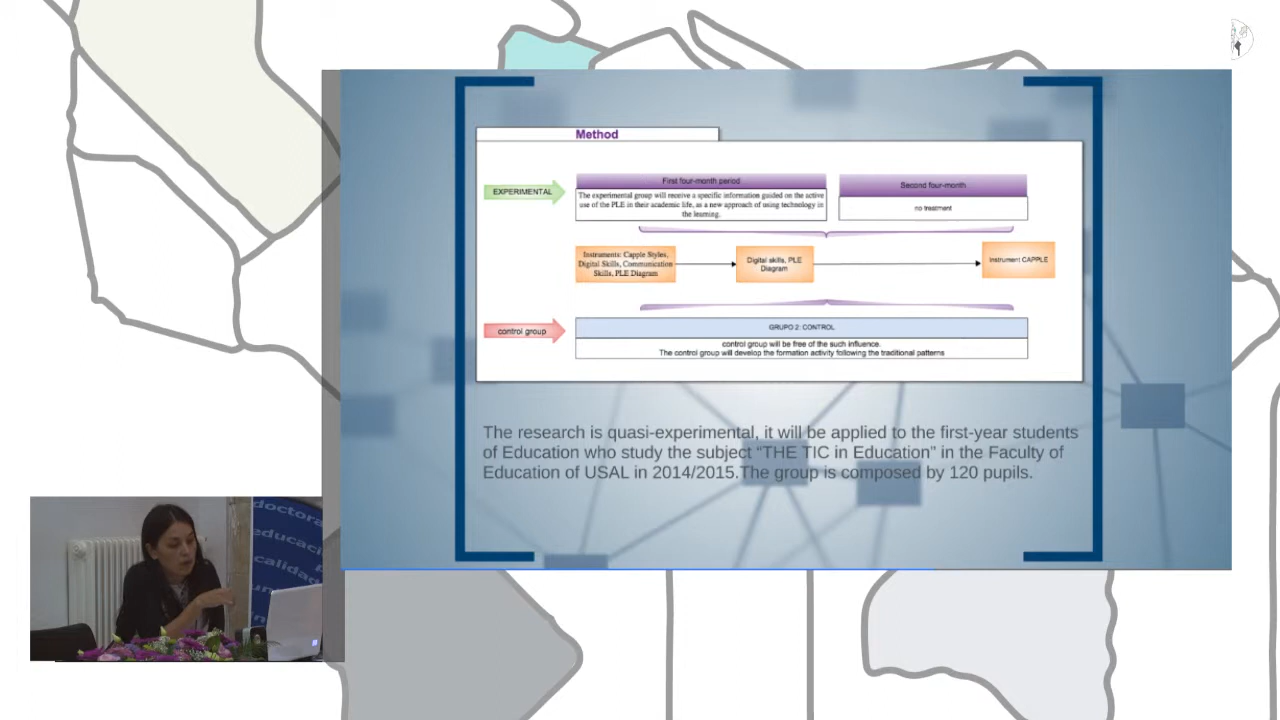 Method
EXPERIMENTAL
First four-month period
The experimental group will receive a specific information guided on the active
use of the PLE in their academic life, as a new approach of using technology in
the learning.
Second four-month
no treatment
Instruments: Capple Styles,
Digital Skills, Communication
Skills, PLE Diagram
Digital skills, PLE
Diagram
Instrument CAPPLE
control group
GRUPO 2: CONTROL
control group will be free of the such influence.
The control group will develop the formation activity following the traditional patterns
The research is quasi-experimental, it will be applied to the first-year students
of Education who study the subject “THE TIC in Education” in the Faculty of
Education of USAL in 2014/2015.The group is composed by 120 pupils.
doctora
educaci
calidad